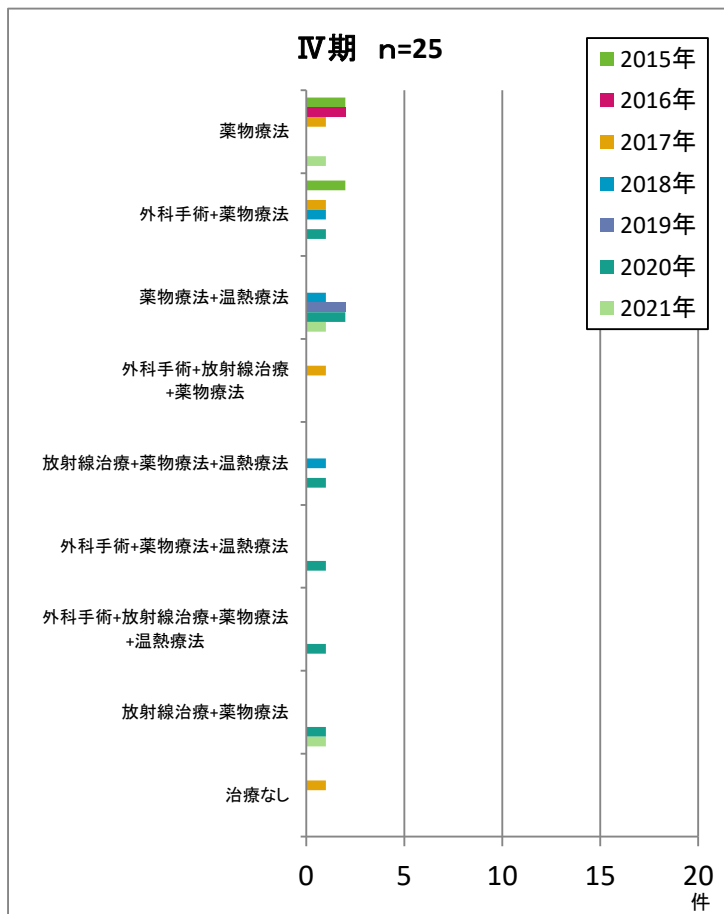 Ⅳ期 n=25
2015年
2016年
2017年
2018年
2019年
2020年
2021年
薬物療法
外科手術+薬物療法
薬物療法+温熱療法
外科手術+放射線治療
+薬物療法
放射線治療+薬物療法+温熱療法
外科手術+薬物療法+温熱療法
外科手術+放射線治療+薬物療法
+温熱療法
放射線治療+薬物療法
治療なし
0 5 10 15 20
件